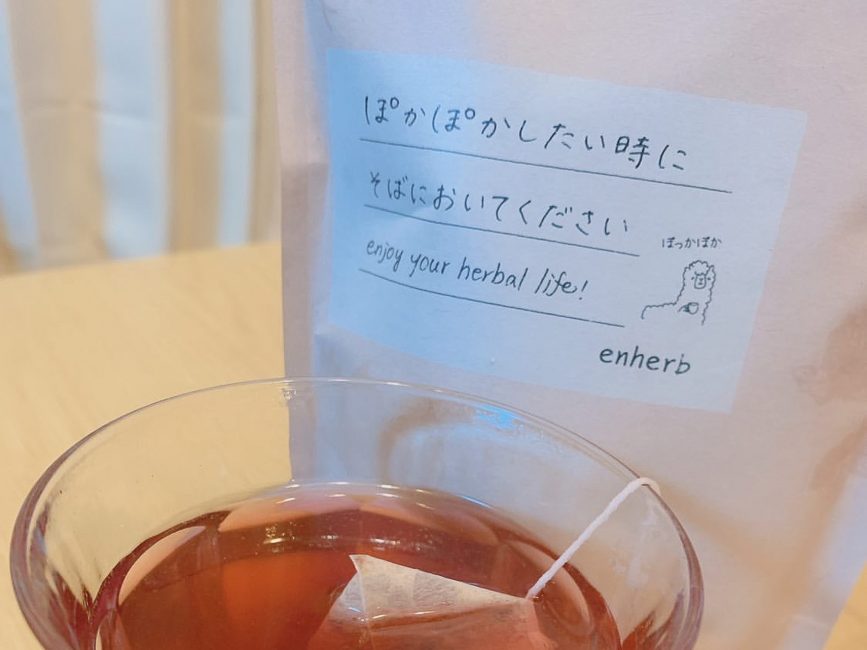 ぽかぽかしたい時に
そばにおいてください
enjoy your herbal life!
ぽっかぽか
enherb